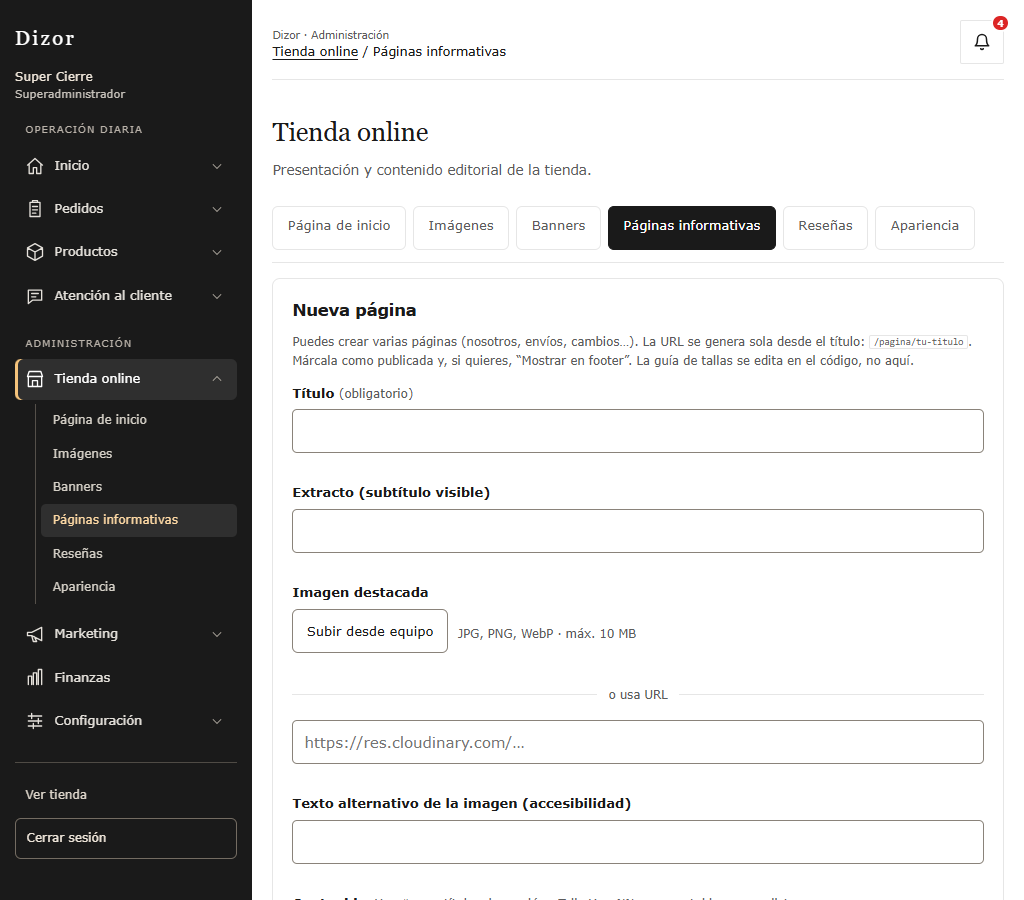 Dizor
Super Cierre
Superadministrador
OPERACIÓN DIARIA
Inicio
Pedidos
Productos
Atención al cliente
ADMINISTRACIÓN
Tienda online
Página de inicio
Imágenes
Banners
Páginas informativas
Reseñas
Apariencia
Marketing
Finanzas
Configuración
Ver tienda
Cerrar sesión
Dizor · Administración
Tienda online / Páginas informativas
4
Tienda online
Presentación y contenido editorial de la tienda.
Página de inicio
Imágenes
Banners
Páginas informativas
Reseñas
Apariencia
Nueva página
Puedes crear varias páginas (nosotros, envíos, cambios…). La URL se genera sola desde el título: /pagina/tu-titulo.
Márcala como publicada y, si quieres, “Mostrar en footer”. La guía de tallas se edita en el código, no aquí.
Título (obligatorio)
Extracto (subtítulo visible)
Imagen destacada
Subir desde equipo
JPG, PNG, WebP · máx. 10 MB
o usa URL
https://res.cloudinary.com/…
Texto alternativo de la imagen (accesibilidad)